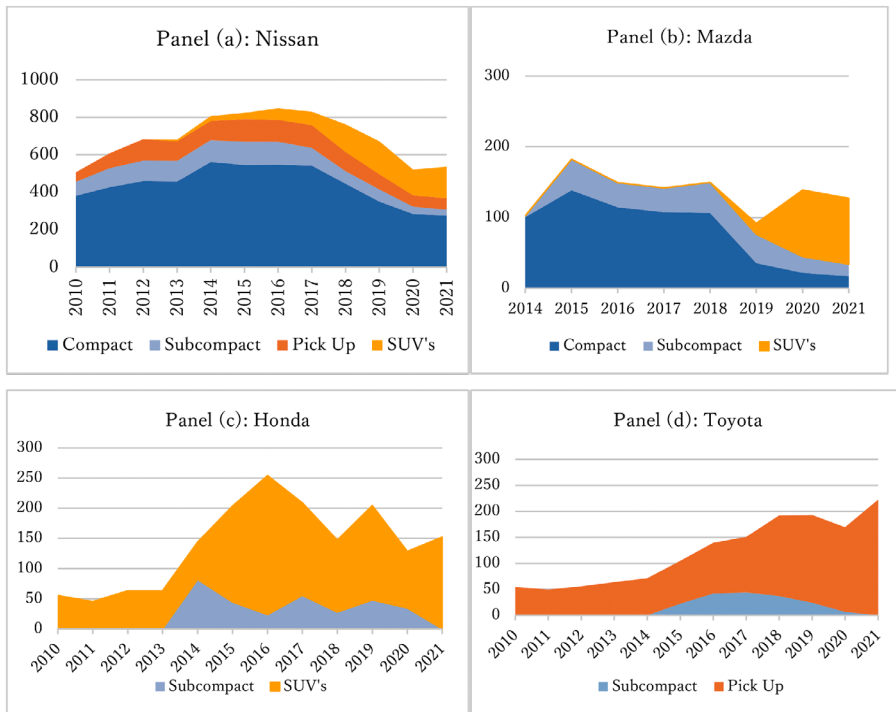 Panel (a): Nissan
1000
800
600
400
200
0
2010 2011 2012 2013 2014 2015 2016 2017 2018 2019 2020 2021
Compact Subcompact Pick Up SUV's
Panel (b): Mazda
300
200
100
0
2014 2015 2016 2017 2018 2019 2020 2021
Compact Subcompact SUV's
Panel (c): Honda
300
250
200
150
100
50
0
2010 2011 2012 2013 2014 2015 2016 2017 2018 2019 2020 2021
Subcompact SUV's
Panel (d): Toyota
300
250
200
150
100
50
0
2010 2011 2012 2013 2014 2015 2016 2017 2018 2019 2020 2021
Subcompact Pick Up